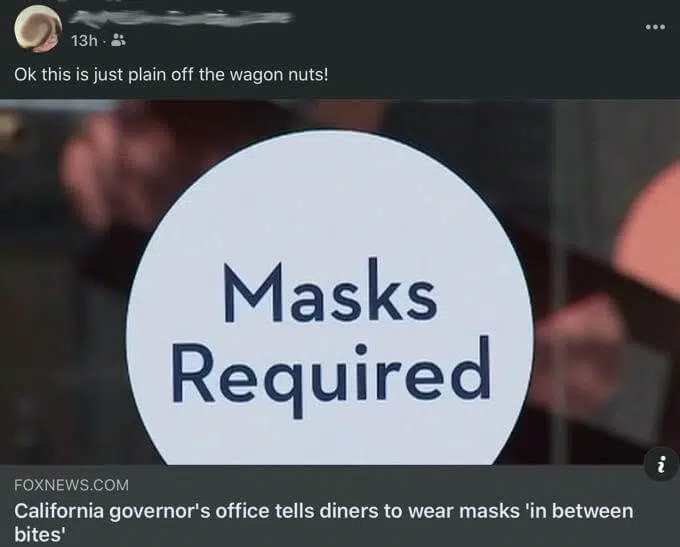 13h ·
Ok this is just plain off the wagon nuts!
Masks
Required
i
FOXNEWS.COM
California governor's office tells diners to wear masks 'in between
bites'